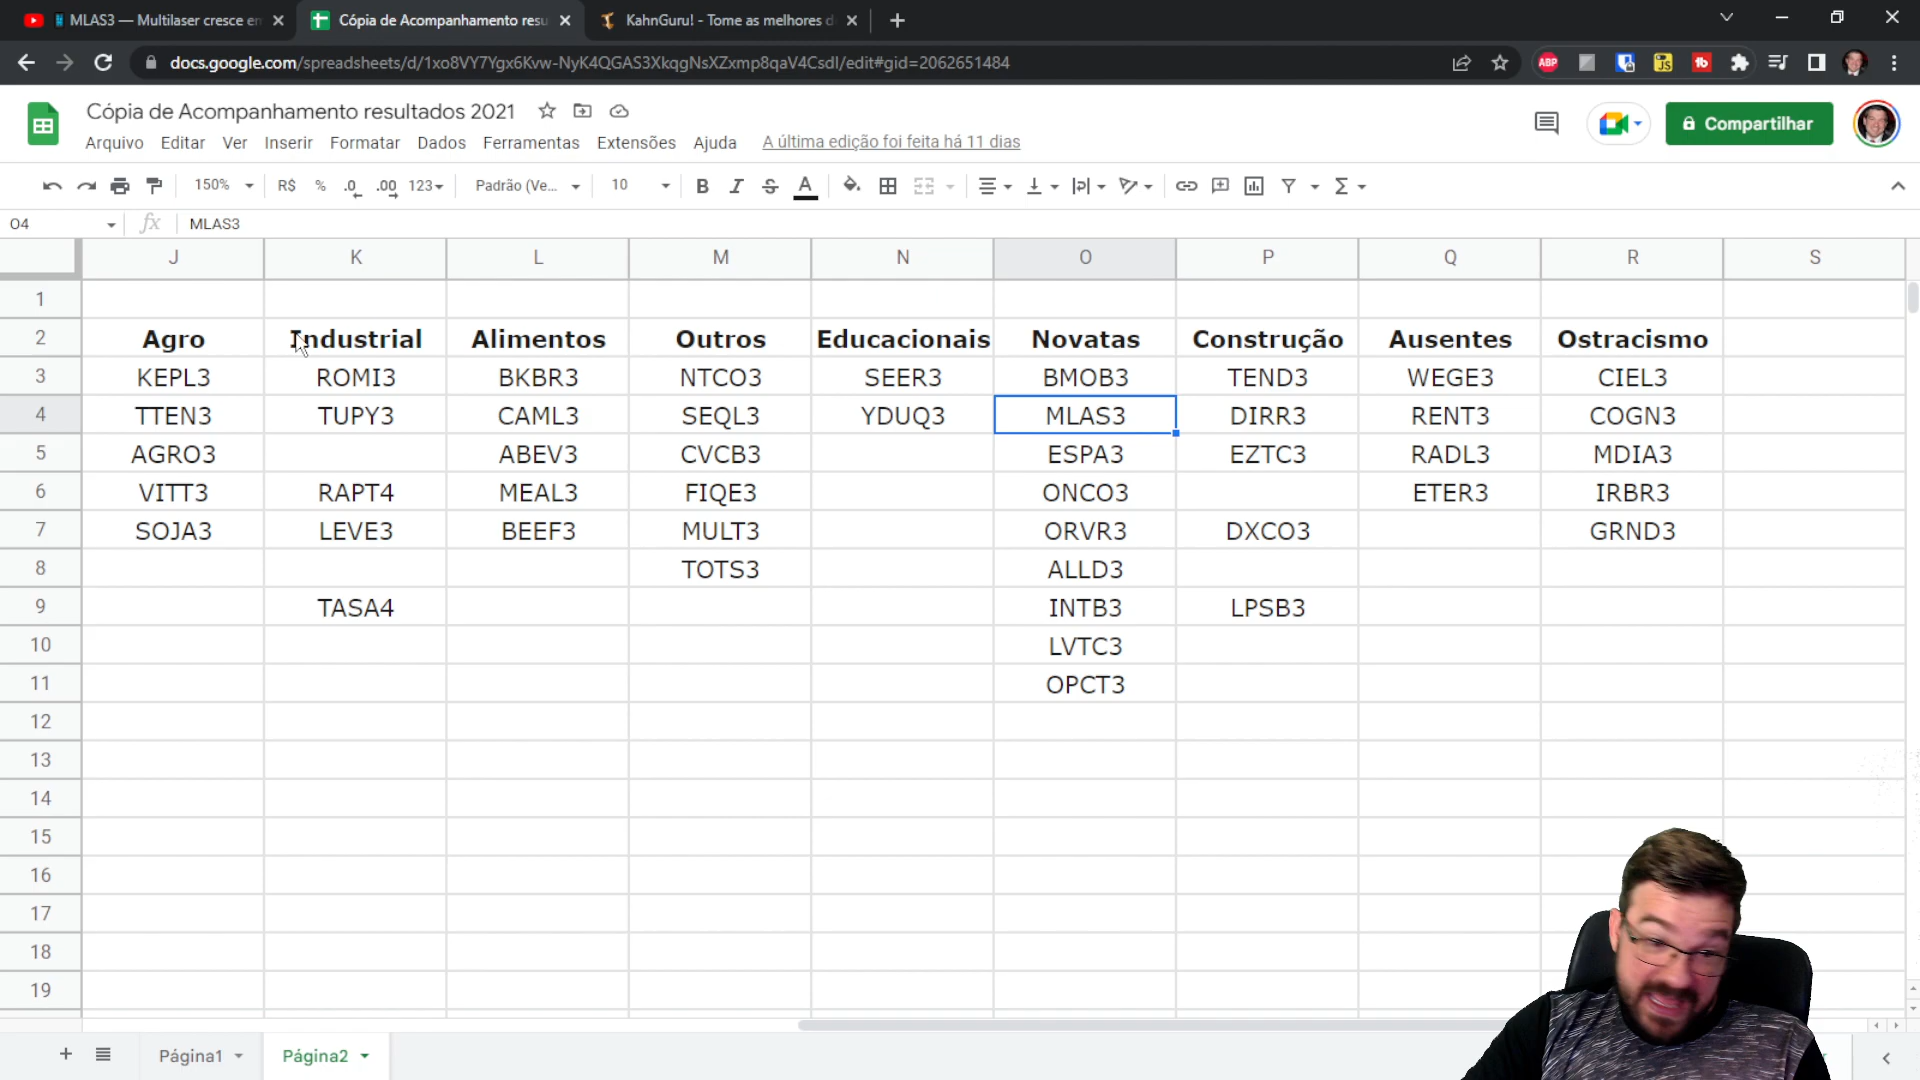 MLAS3 — Multilaser cresce em
Cópia de Acompanhamento resu
KahnGuru! - Tome as melhores d
docs.google.com/spreadsheets/d/1xo8VY7Ygx6Kvw-NyK4QGAS3XkqgNsXZxmp8qaV4CsdI/edit#gid=2062651484
ABP
Cópia de Acompanhamento resultados 2021
Compartilhar
Arquivo Editar Ver Inserir Formatar Dados Ferramentas Extensões Ajuda A última edição foi feita há 11 dias
150% R$ % .0 .00 123 Padrão (Ve... 10 B I S A
O4 fx MLAS3
J K L M N O P Q R S
1
2 Agro Industrial Alimentos Outros Educacionais Novatas Construção Ausentes Ostracismo
3 KEPL3 ROMI3 BKBR3 NTCO3 SEER3 BMOB3 TEND3 WEGE3 CIEL3
4 TTEN3 TUPY3 CAML3 SEQL3 YDUQ3 MLAS3 DIRR3 RENT3 COGN3
5 AGRO3 ABEV3 CVCB3 ESPA3 EZTC3 RADL3 MDIA3
6 VITT3 RAPT4 MEAL3 FIQE3 ONCO3 ETER3 IRBR3
7 SOJA3 LEVE3 BEEF3 MULT3 ORVR3 DXCO3 GRND3
8 TOTS3 ALLD3
9 TASA4 INTB3 LPSB3
10 LVTC3
11 OPCT3
12
13
14
15
16
17
18
19
Página1 Página2